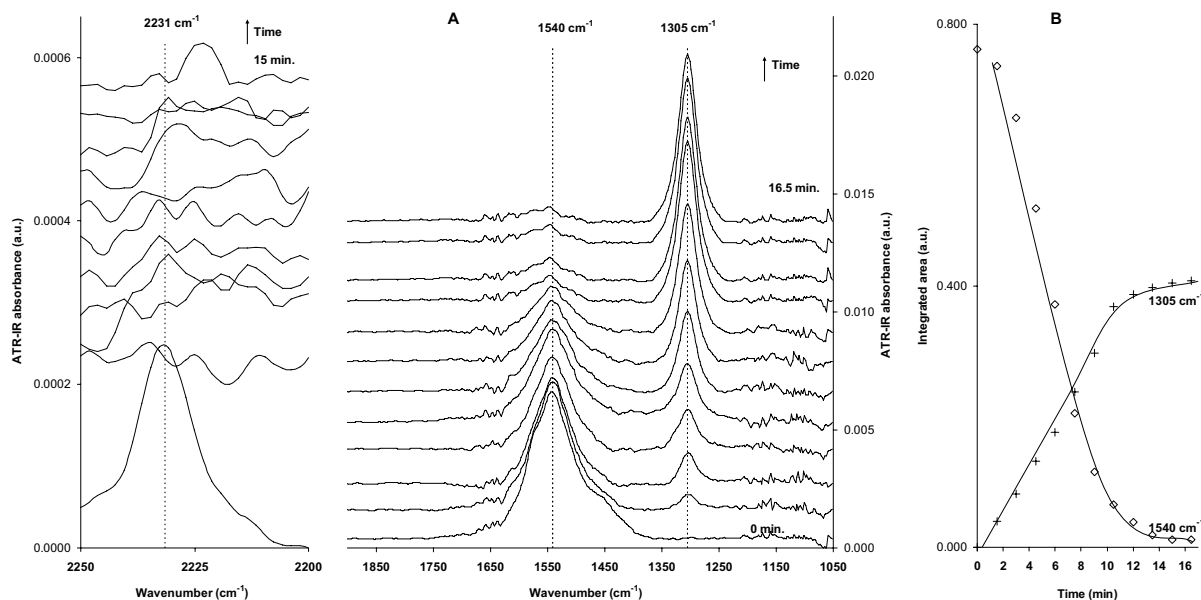 A
B
2231 cm⁻¹
Time
15 min.
0.0006
0.0004
0.0002
0.0000
ATR-IR absorbance (a.u.)
2250
2225
2200
Wavenumber (cm⁻¹)
1540 cm⁻¹
1305 cm⁻¹
Time
16.5 min.
0 min.
0.020
0.015
0.010
0.005
0.000
ATR-IR absorbance (a.u.)
1850
1750
1650
1550
1450
1350
1250
1150
1050
Wavenumber (cm⁻¹)
0.800
0.400
0.000
Integrated area (a.u.)
1305 cm⁻¹
1540 cm⁻¹
0 2 4 6 8 10 12 14 16
Time (min)